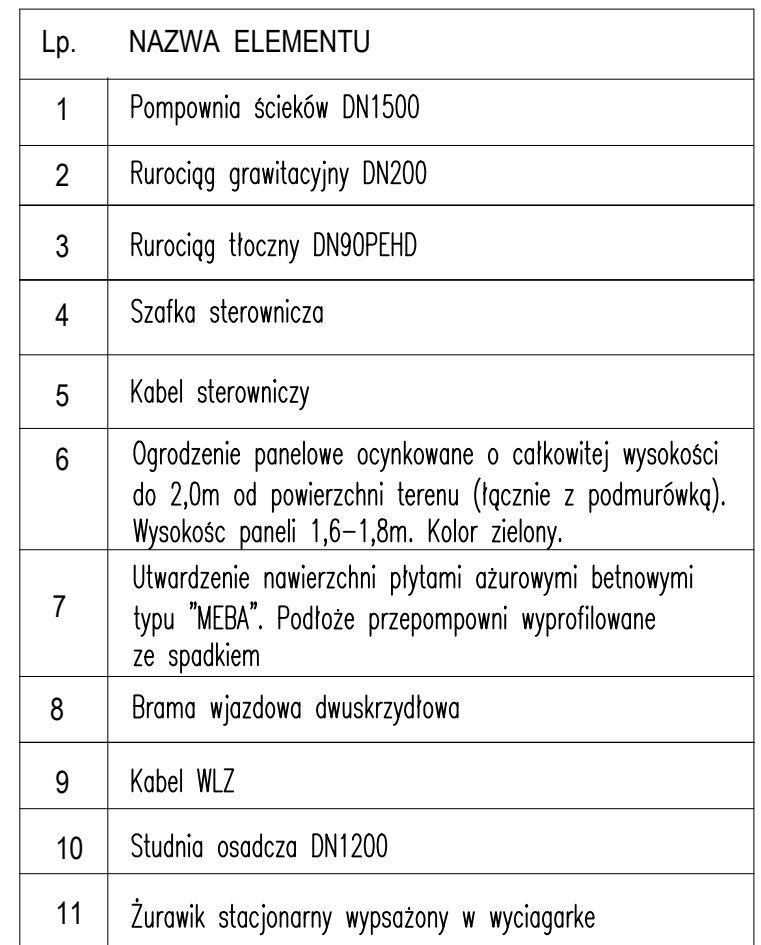 Lp. NAZWA ELEMENTU
1 Pompownia ścieków DN1500
2 Rurociąg grawitacyjny DN200
3 Rurociąg tłoczny DN90PEHD
4 Szafka sterownicza
5 Kabel sterowniczy
6 Ogrodzenie panelowe ocynkowane o całkowitej wysokości
do 2,0m od powierzchni terenu (łącznie z podmurówką).
Wysokośc paneli 1,6–1,8m. Kolor zielony.
7 Utwardzenie nawierzchni płytami ażurowymi betnowymi
typu "MEBA". Podłoże przepompowni wyprofilowane
ze spadkiem
8 Brama wjazdowa dwuskrzydłowa
9 Kabel WLZ
10 Studnia osadcza DN1200
11 Żurawik stacjonarny wypsażony w wyciagarke